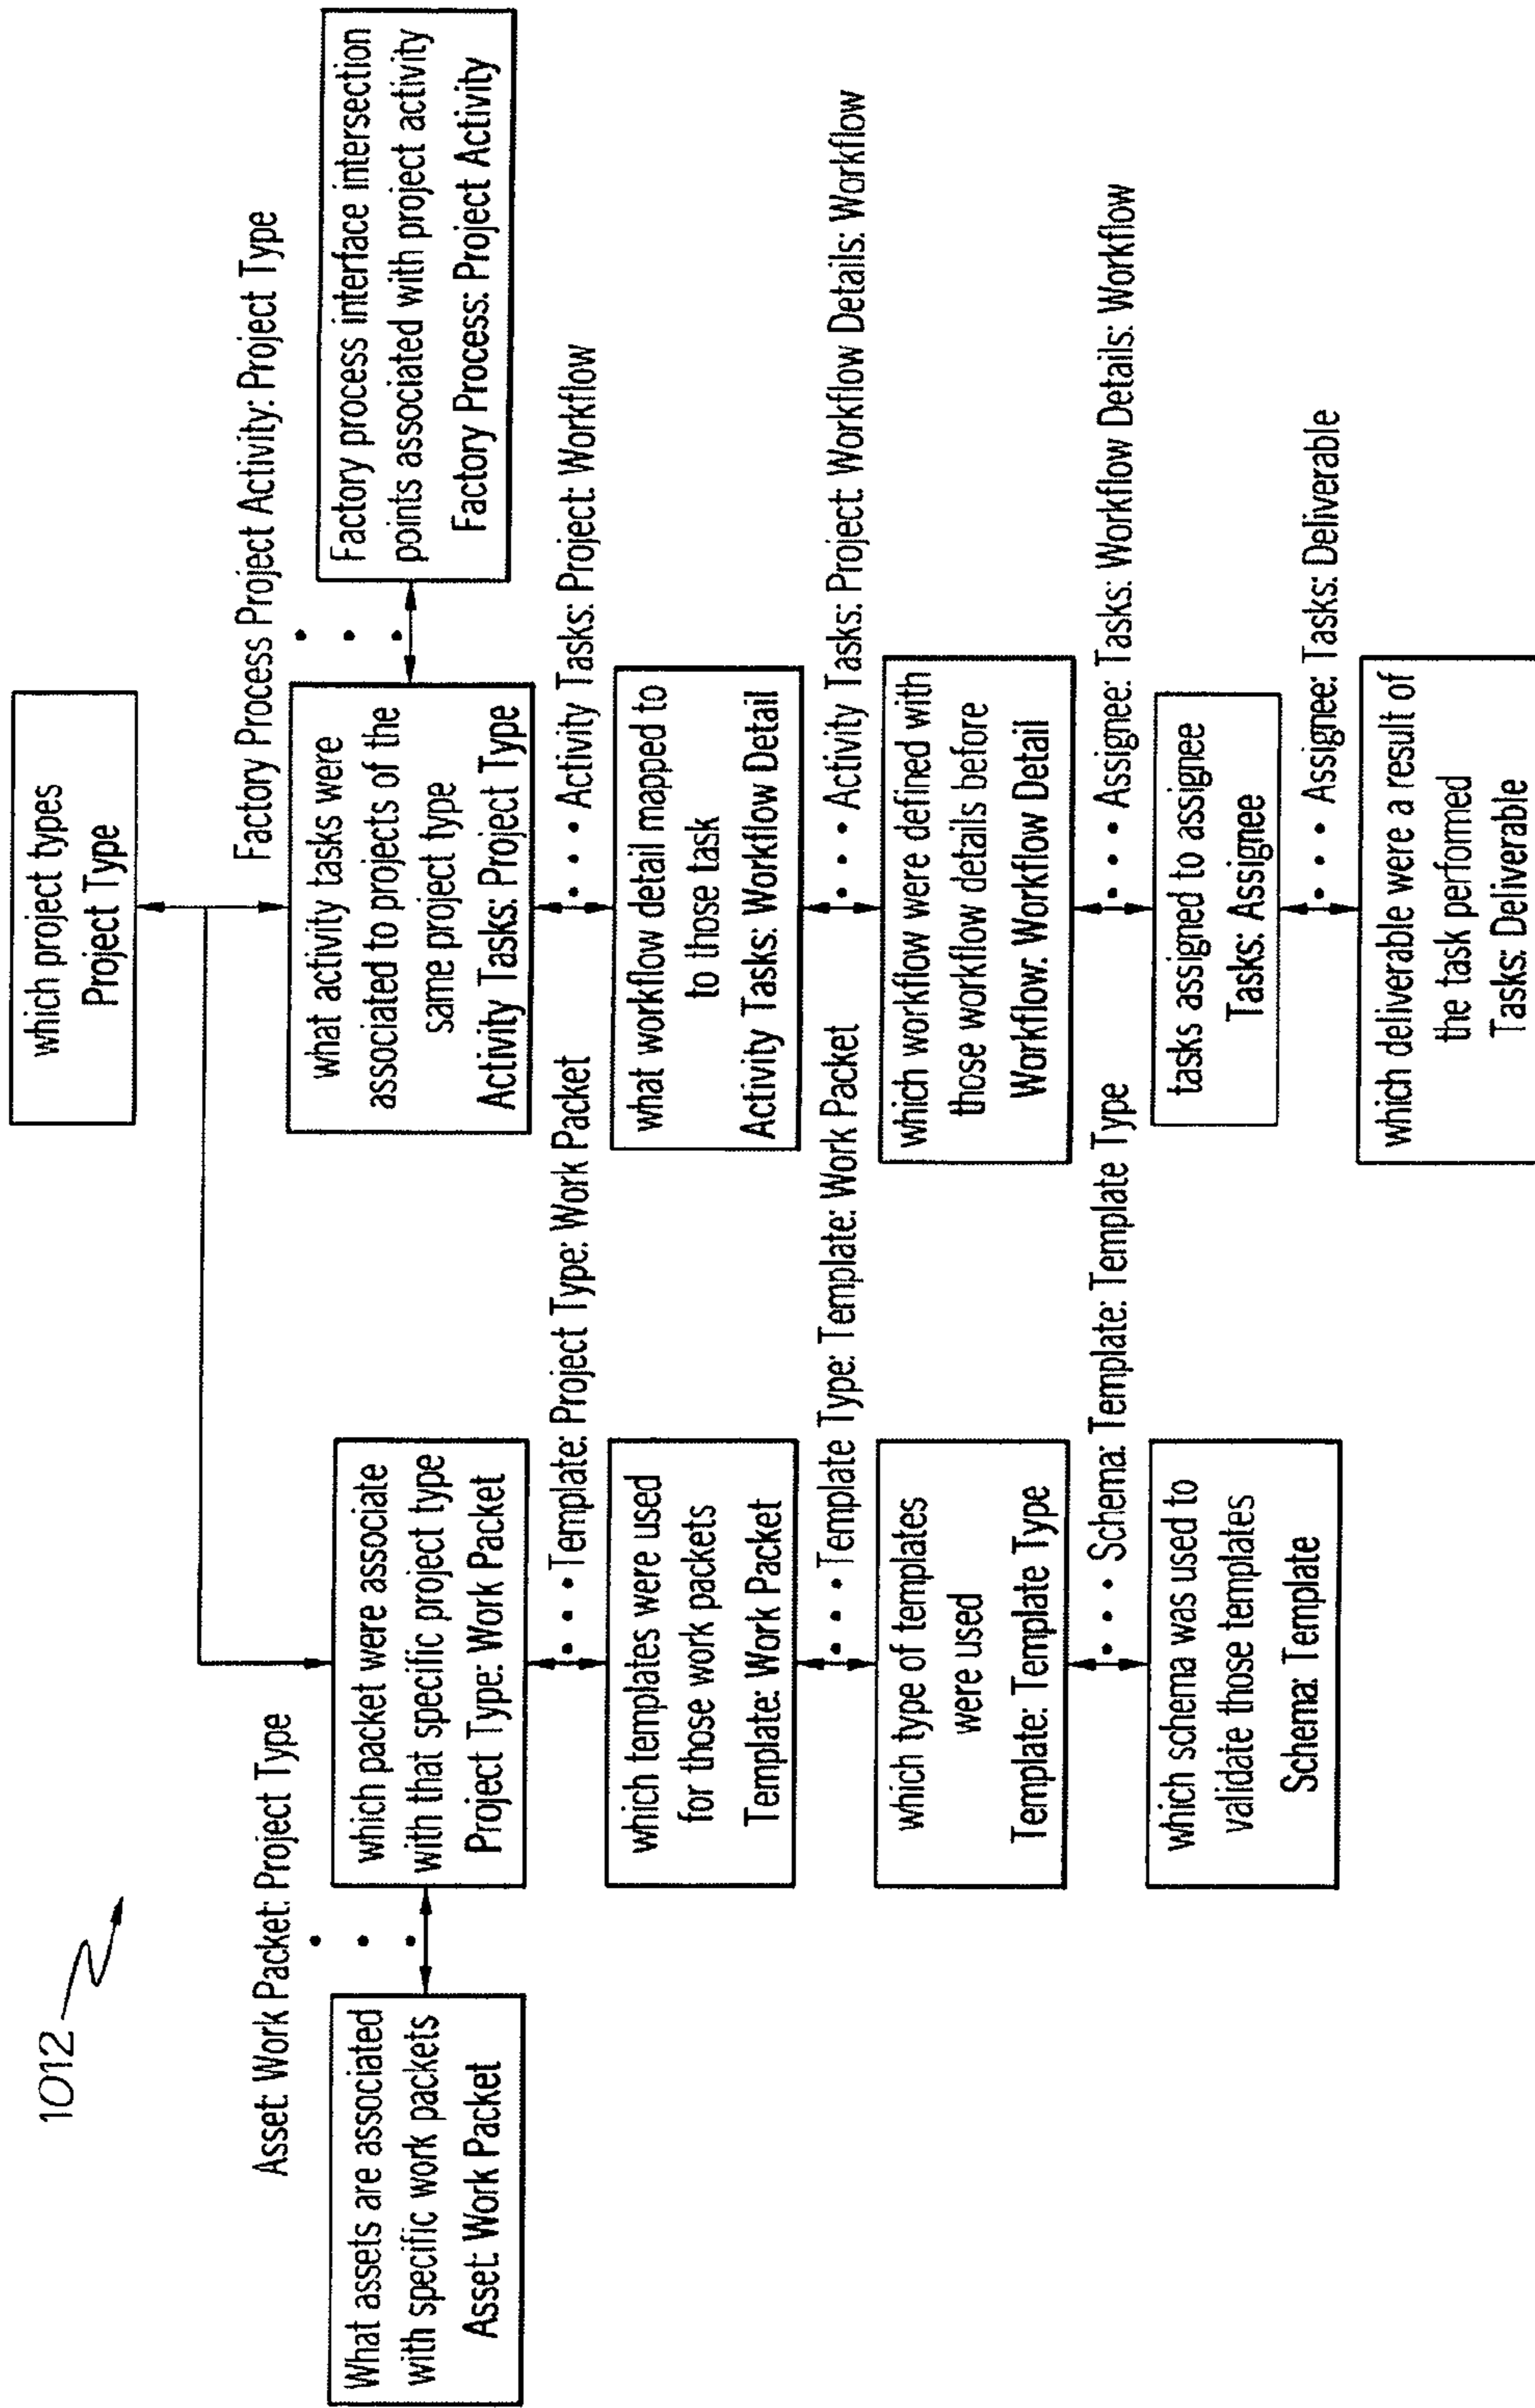 1012
which project types
Project Type
Asset: Work Packet: Project Type
Factory Process Project Activity: Project Type
What assets are associated
with specific work packets
Asset: Work Packet
which packet were associate
with that specific project type
Project Type: Work Packet
what activity tasks were
associated to projects of the
same project type
Activity Tasks: Project Type
Factory process interface intersection
points associated with project activity
Factory Process: Project Activity
Template: Project Type: Work Packet
Activity Tasks: Project: Workflow
which templates were used
for those work packets
Template: Work Packet
what workflow detail mapped to
to those task
Activity Tasks: Workflow Detail
Template Type: Template: Work Packet
Activity Tasks: Project: Workflow Details: Workflow
which type of templates
were used
Template: Template Type
which workflow were defined with
those workflow details before
Workflow: Workflow Detail
Schema: Template: Template Type
Assignee: Tasks: Workflow Details: Workflow
which schema was used to
validate those templates
Schema: Template
tasks assigned to assignee
Tasks: Assignee
Assignee: Tasks: Deliverable
which deliverable were a result of
the task performed
Tasks: Deliverable